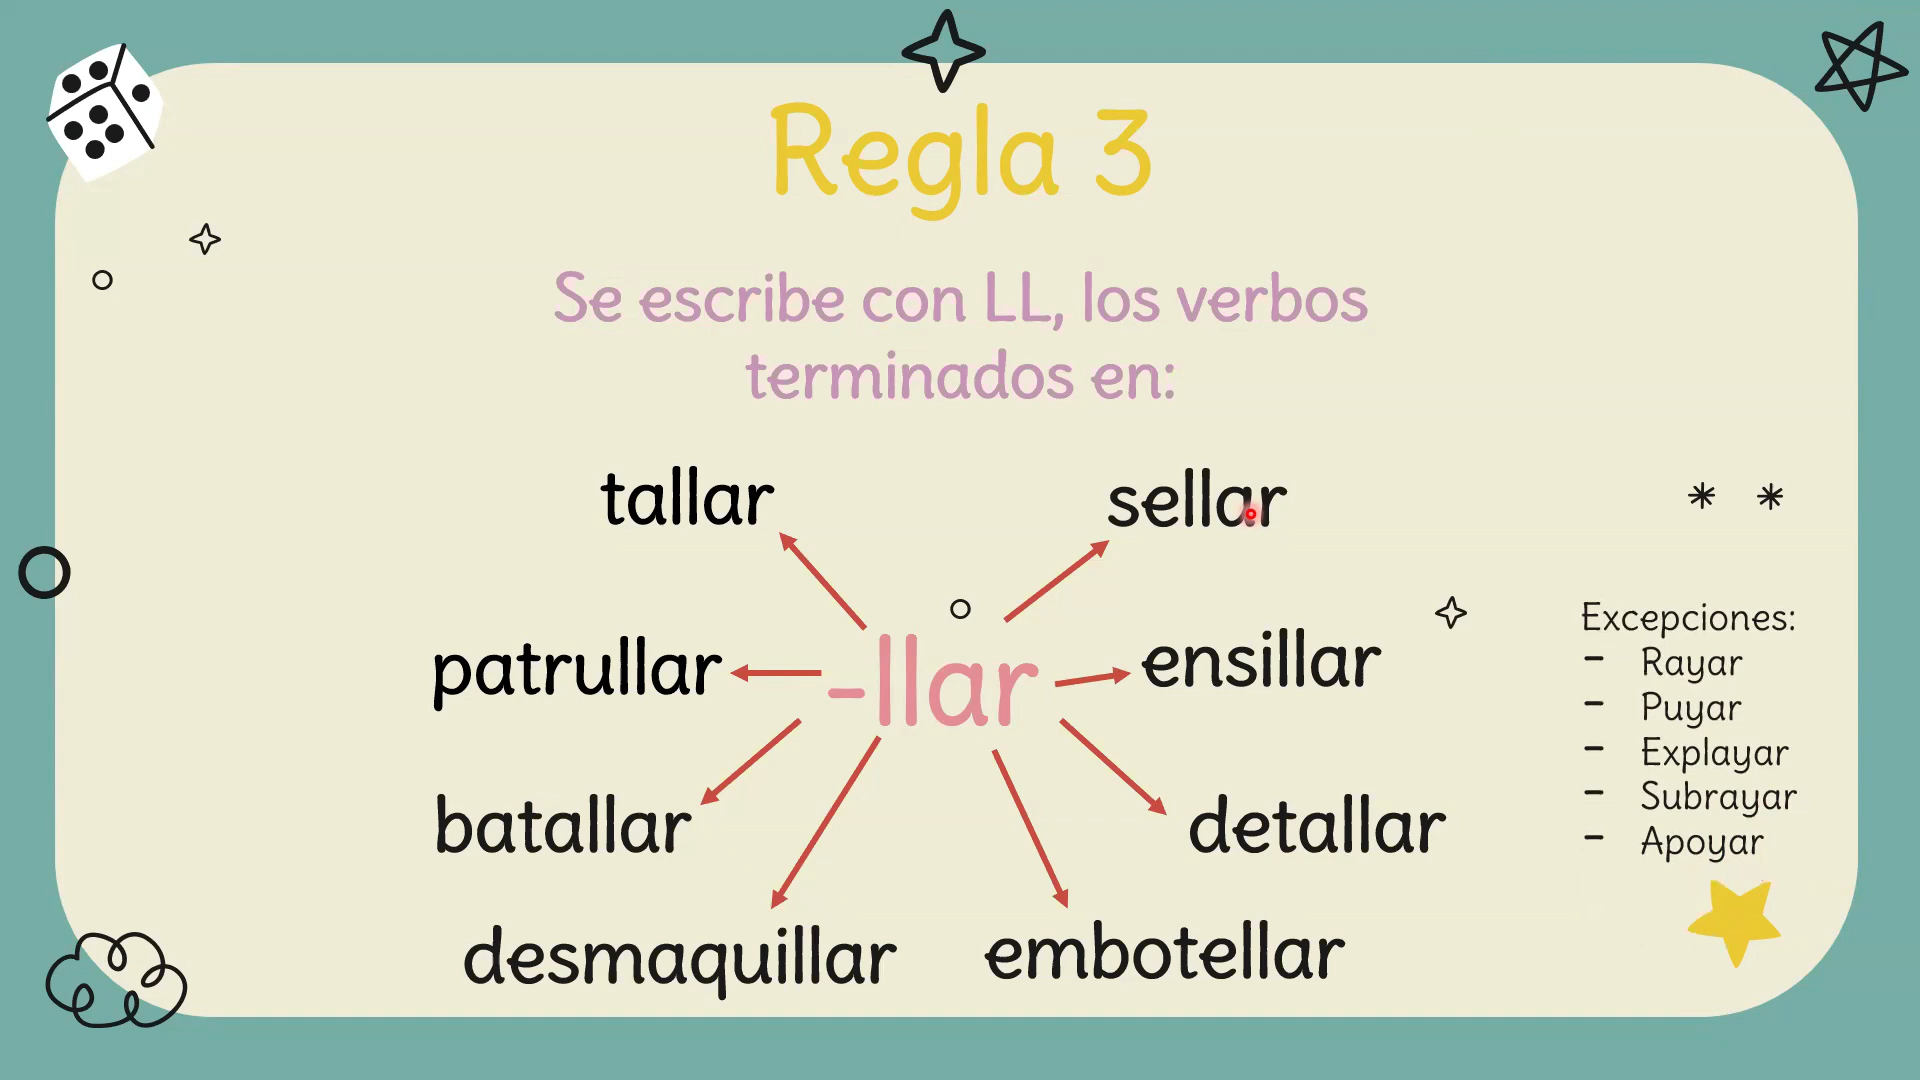 Regla 3
Se escribe con LL, los verbos
terminados en:
tallar
sellar
patrullar
-llar
ensillar
batallar
detallar
desmaquillar
embotellar
Excepciones:
- Rayar
- Puyar
- Explayar
- Subrayar
- Apoyar